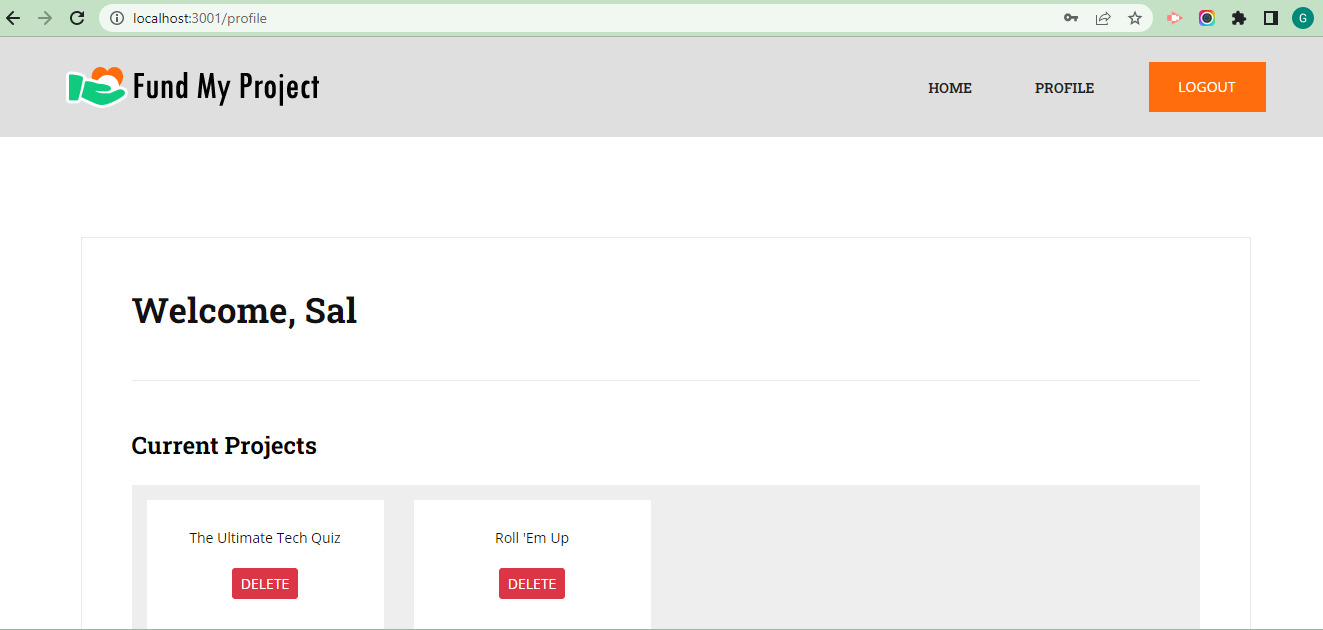 localhost:3001/profile
G
Fund My Project
HOME PROFILE LOGOUT
Welcome, Sal
Current Projects
The Ultimate Tech Quiz Roll 'Em Up
DELETE DELETE